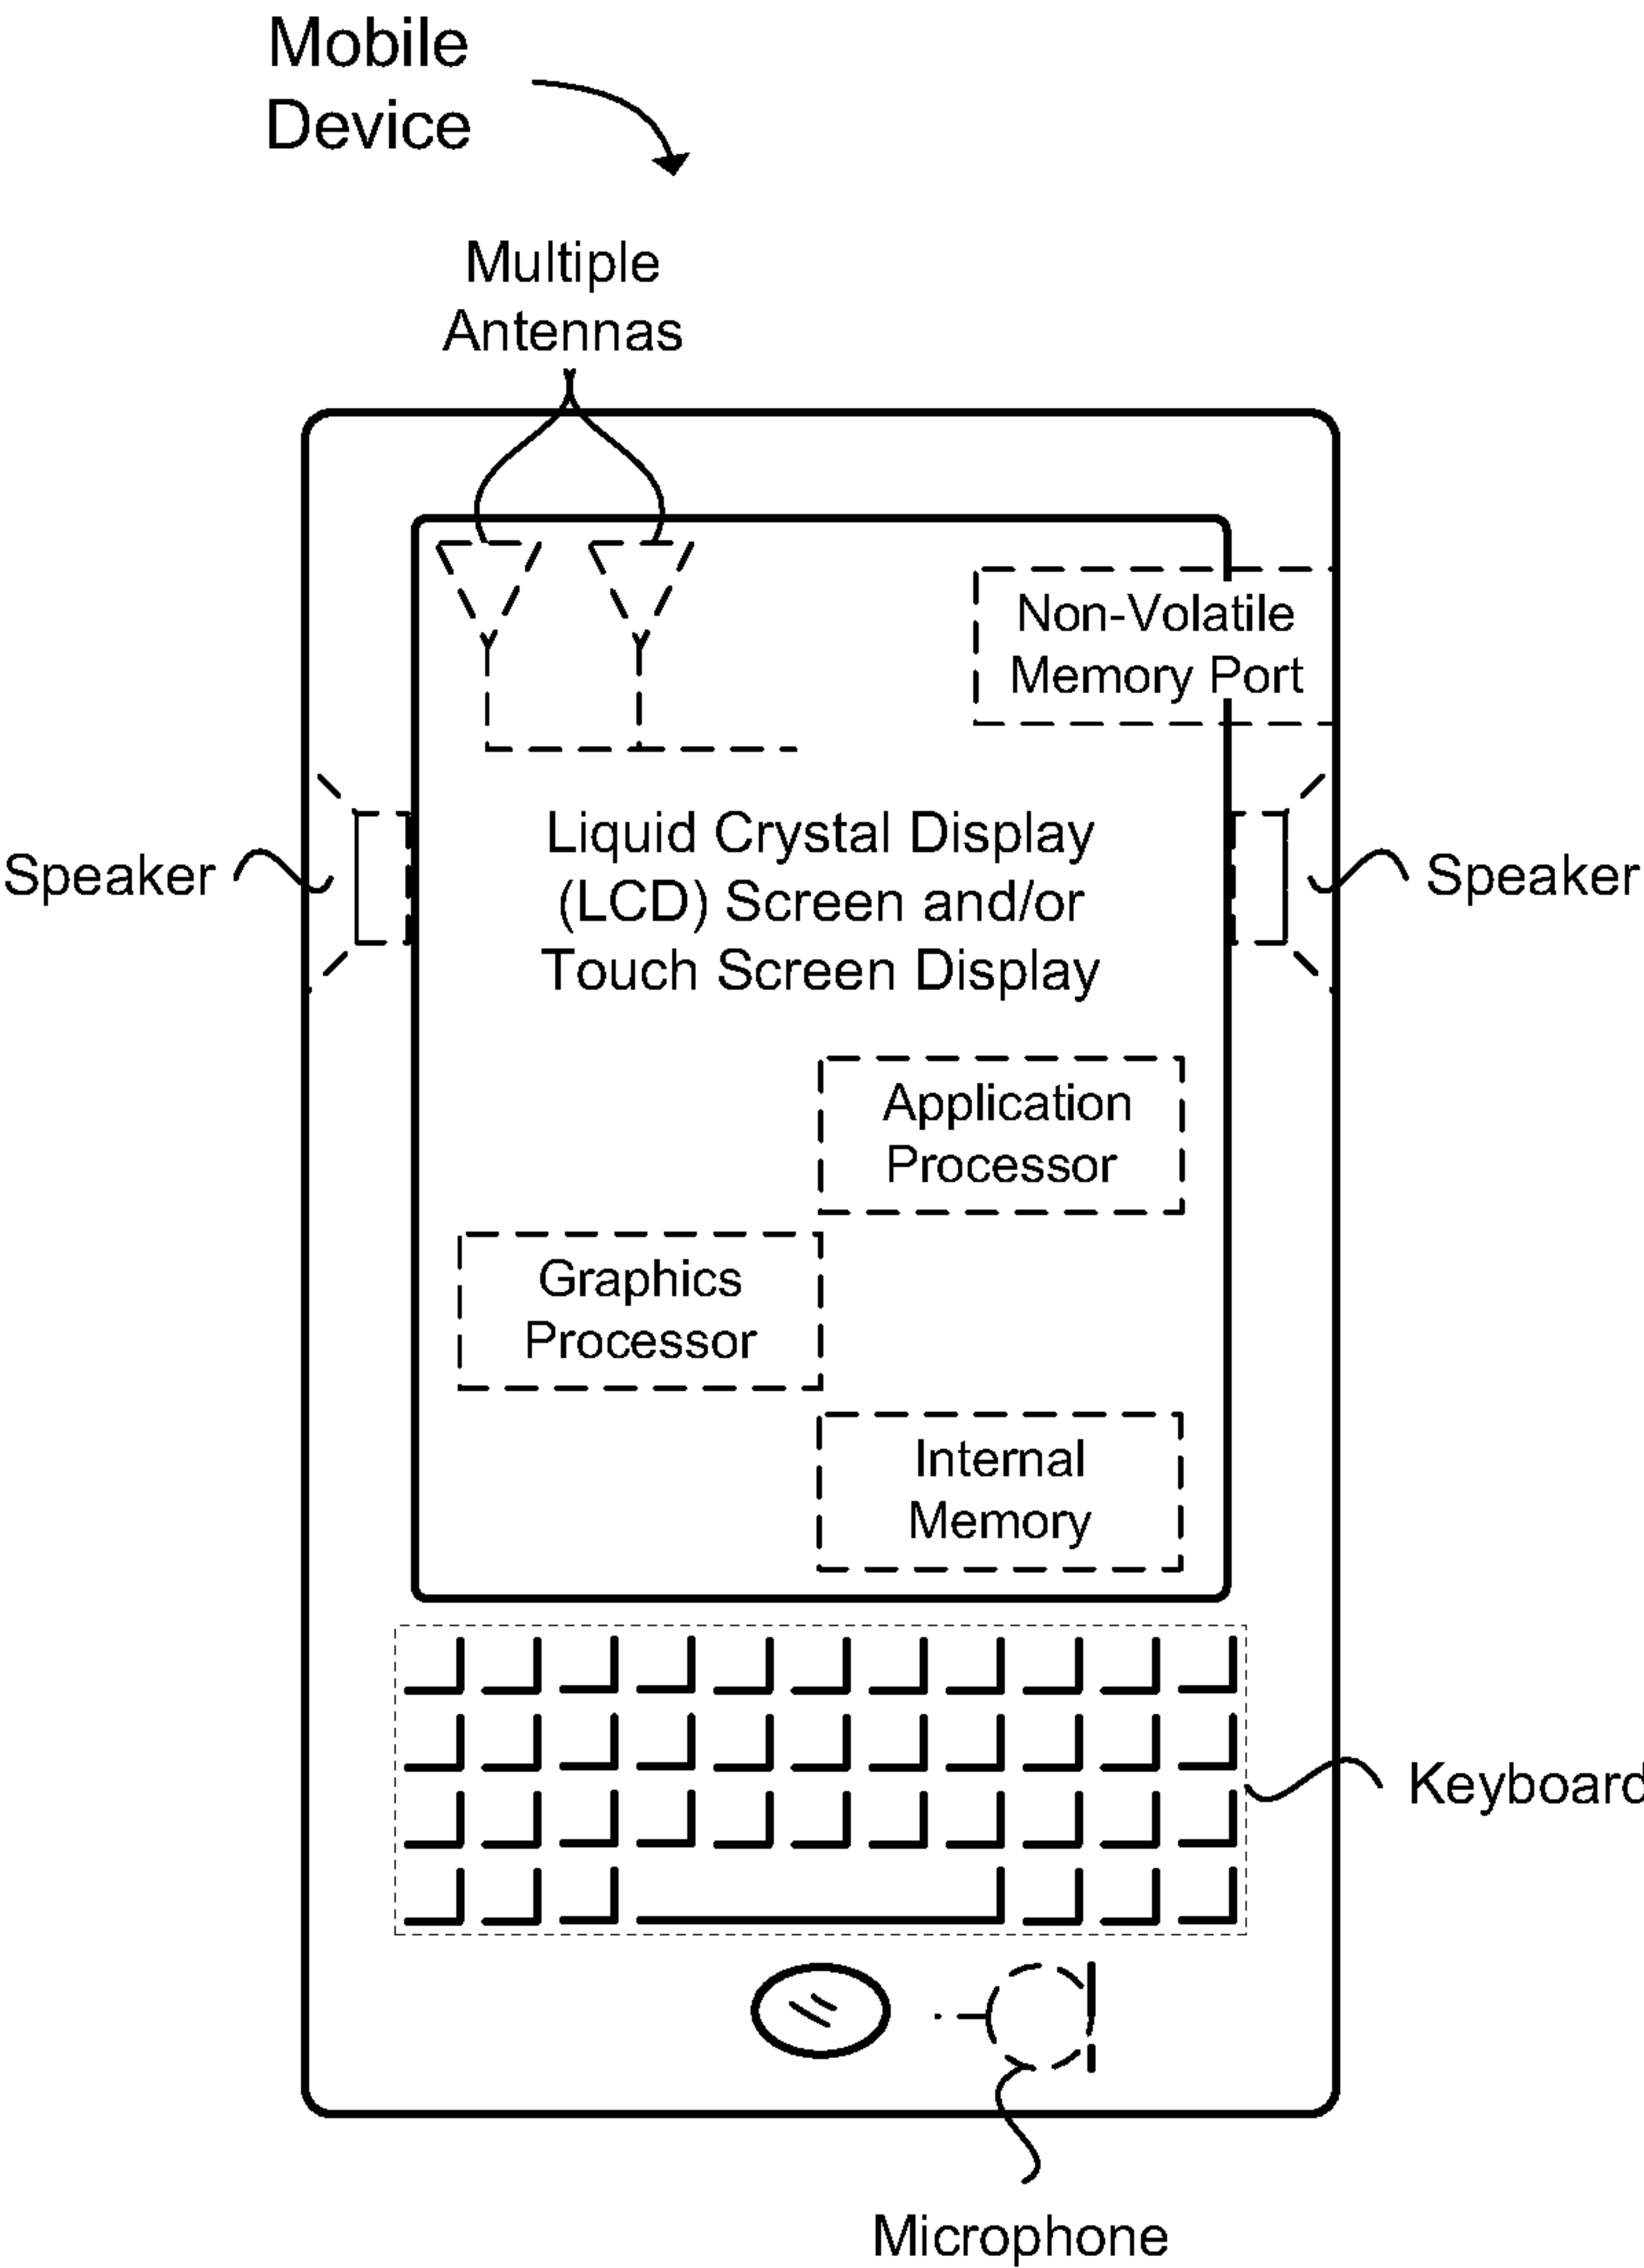 Mobile
Device
Multiple
Antennas
Non-Volatile
Memory Port
Liquid Crystal Display
(LCD) Screen and/or
Touch Screen Display
Speaker
Speaker
Application
Processor
Graphics
Processor
Internal
Memory
Keyboard
Microphone